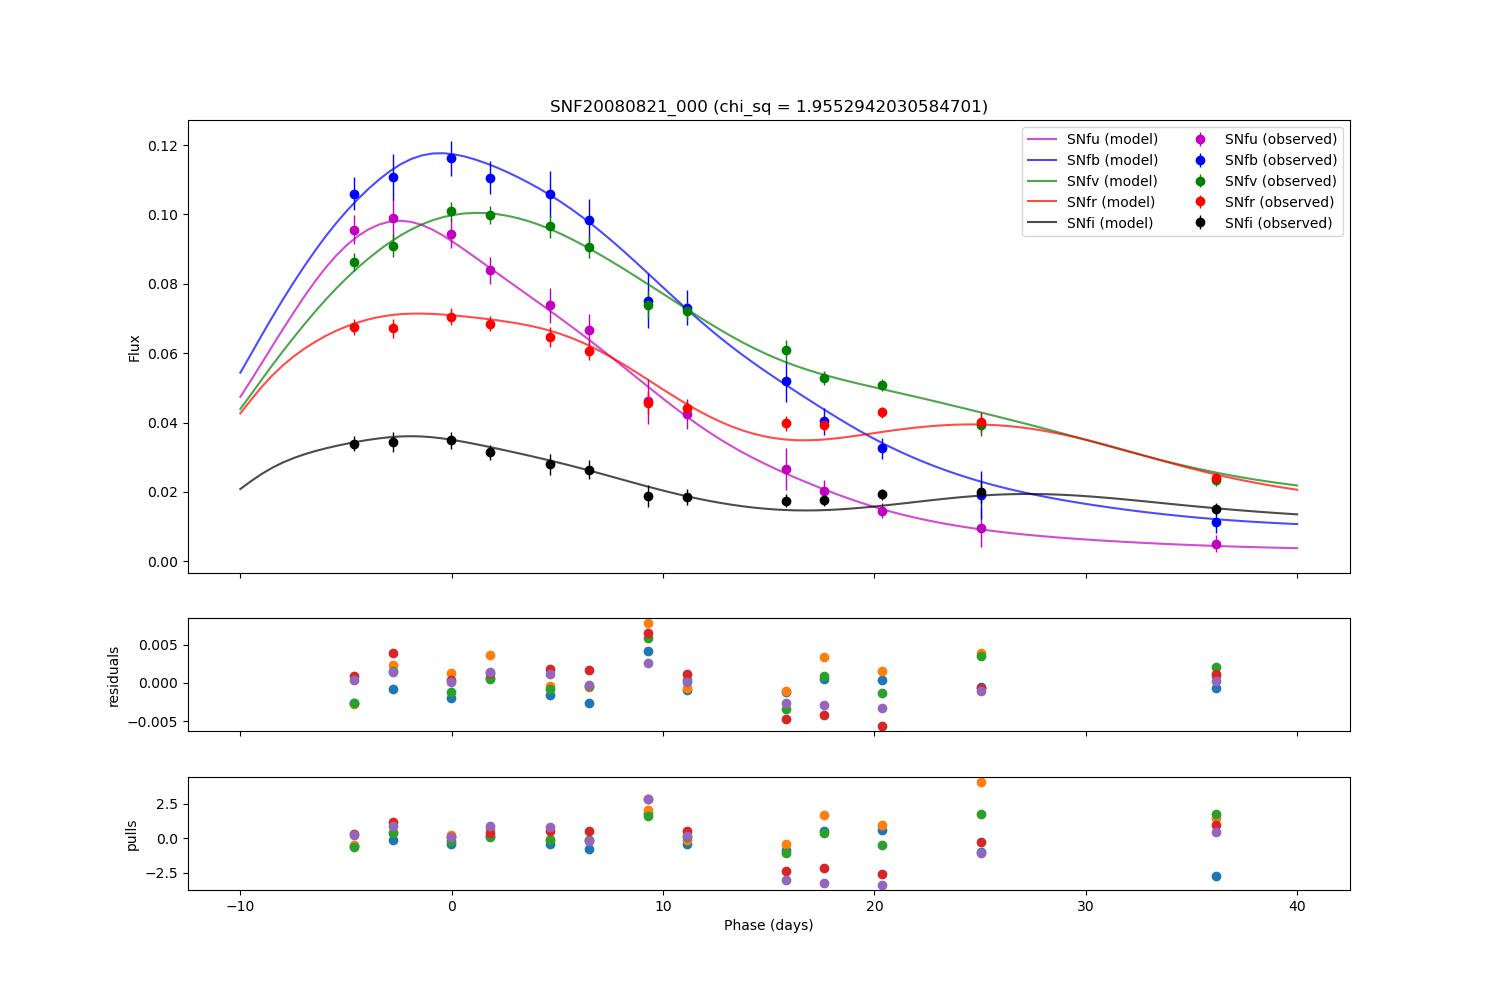 SNF20080821_000 (chi_sq = 1.9552942030584701)
SNfu (model)
SNfb (model)
SNfv (model)
SNfr (model)
SNfi (model)
SNfu (observed)
SNfb (observed)
SNfv (observed)
SNfr (observed)
SNfi (observed)
Flux
0.12
0.10
0.08
0.06
0.04
0.02
0.00
residuals
0.005
0.000
−0.005
pulls
2.5
0.0
−2.5
−10
0
10
20
30
40
Phase (days)